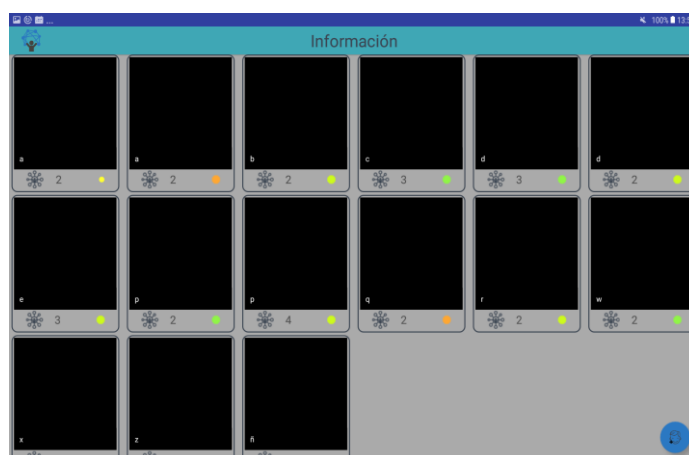 ... 100%
Información
a a b c d d
2 2 2 3 3 2
e p p q r w
3 2 4 2 2 2
x z ñ